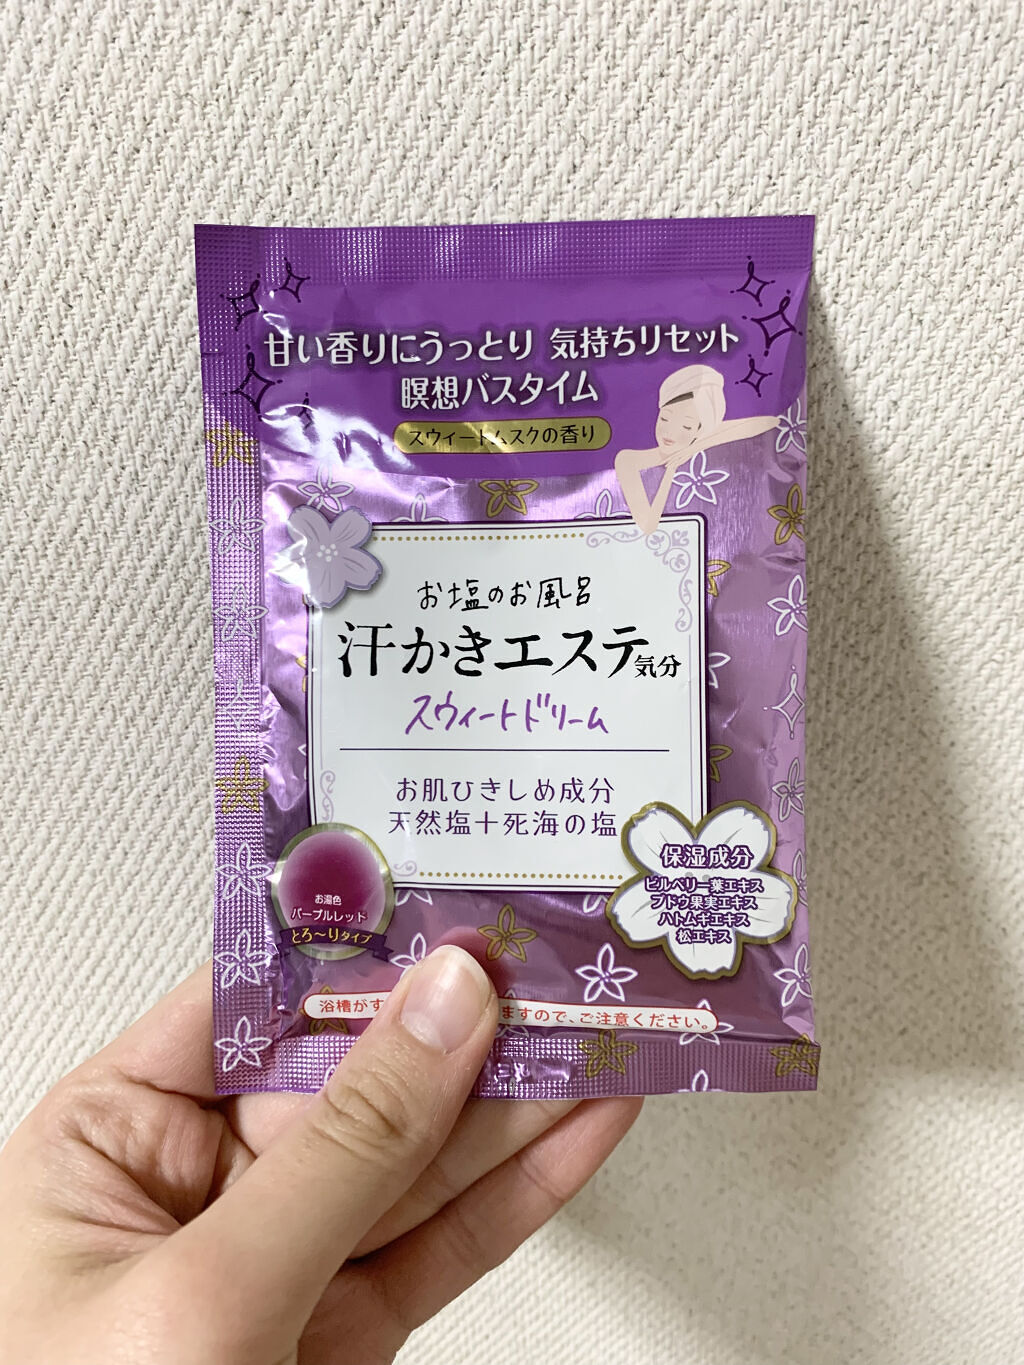 甘い香りにうっとり 気持ちリセット
瞑想バスタイム
スウィートムスクの香り
お塩のお風呂
汗かきエステ気分
スウィートドリーム
お肌ひきしめ成分
天然塩+死海の塩
保湿成分
ビルベリー葉エキス
ブドウ果実エキス
ハトムギエキス
松エキス
お湯色
パープルレッド
とろ〜りタイプ
浴槽がす ますので、ご注意ください。